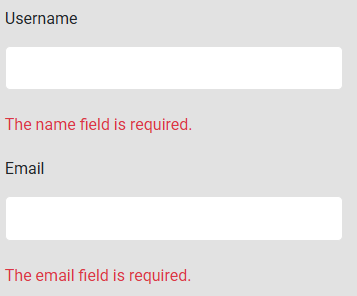 Username
The name field is required.
Email
The email field is required.